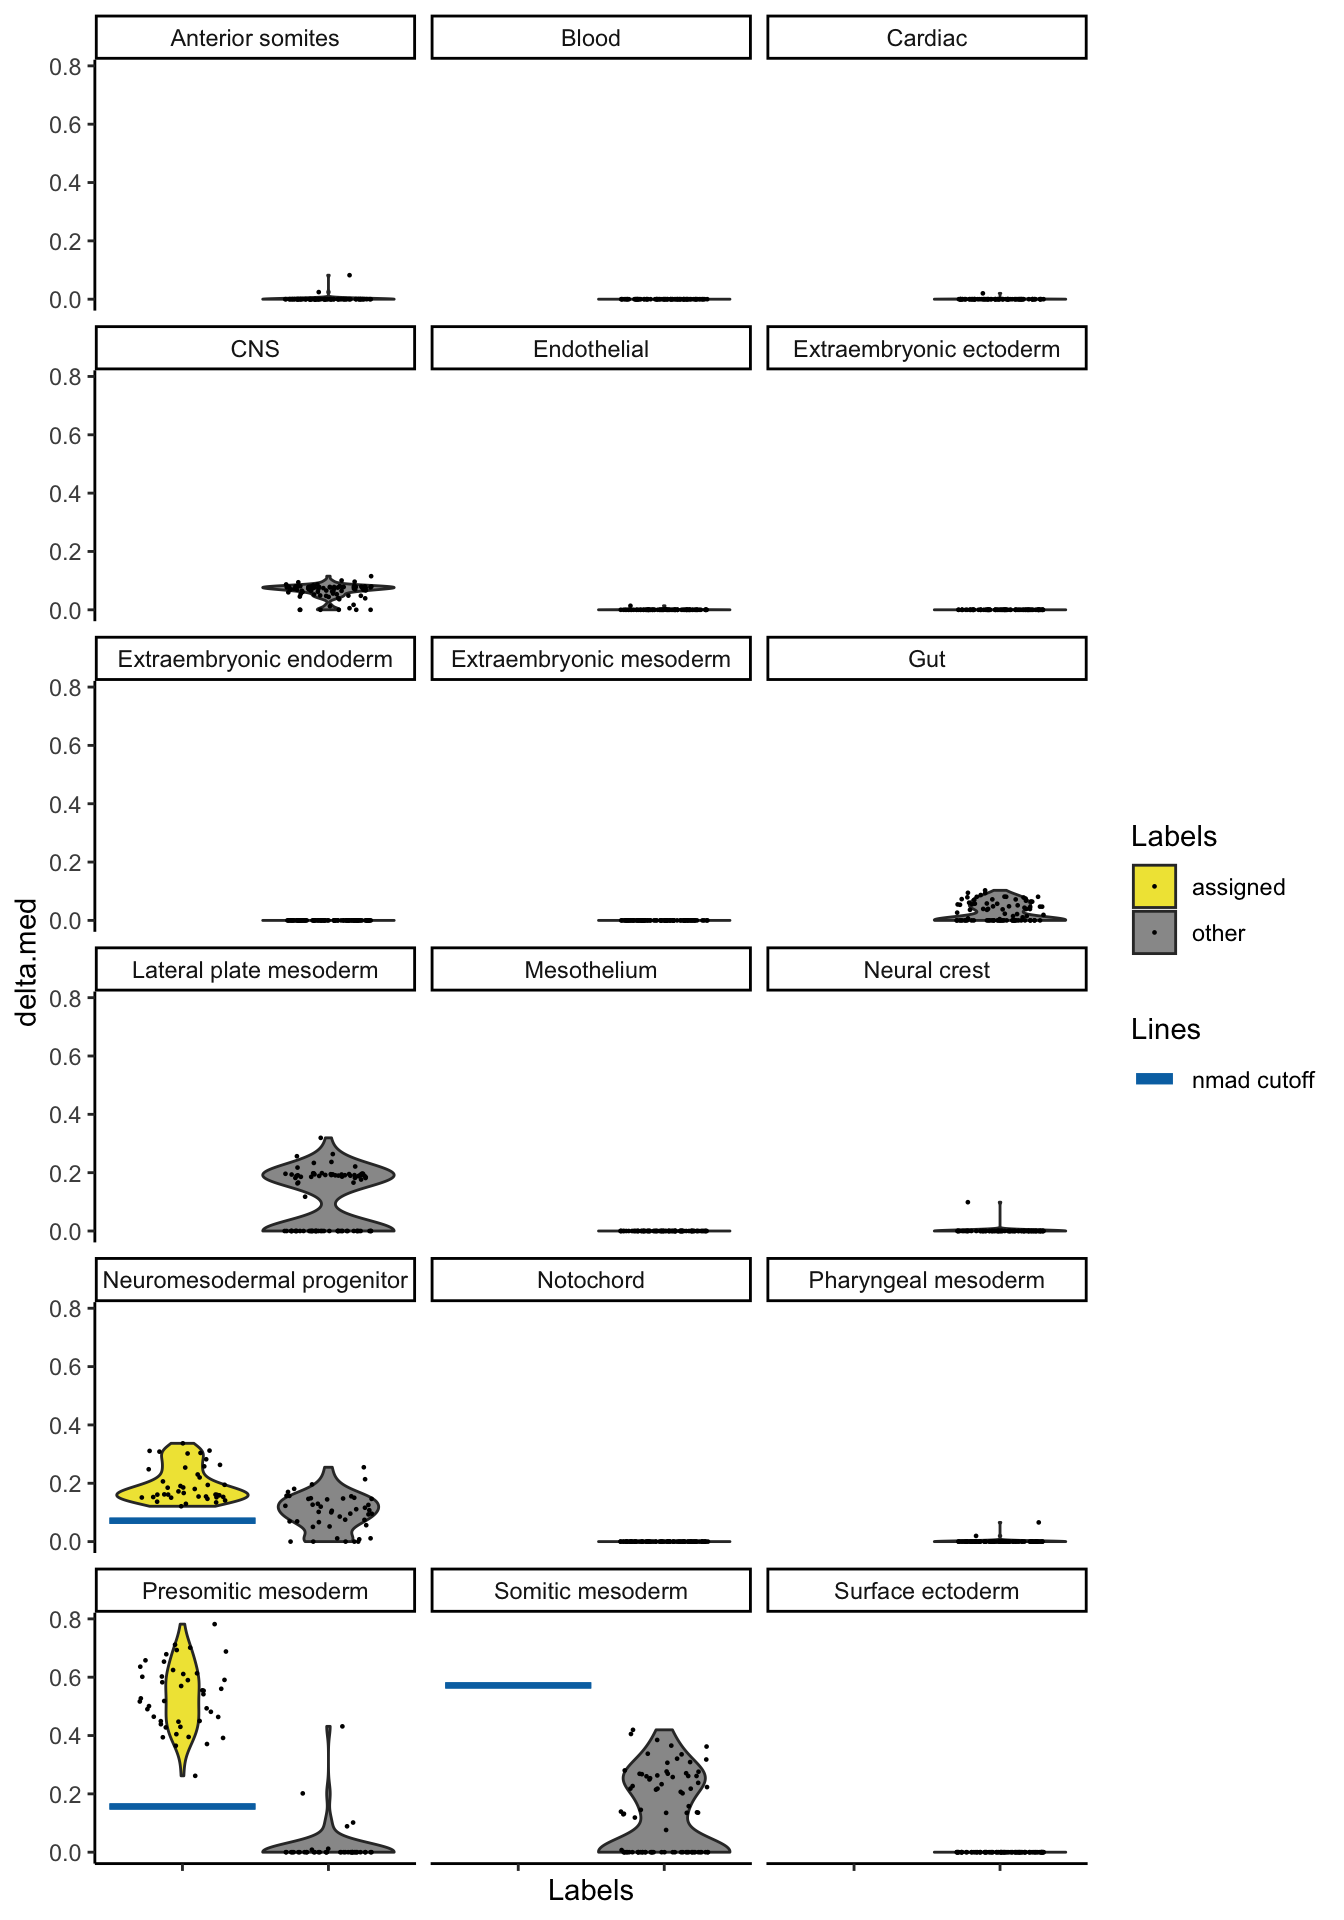 Anterior somites Blood Cardiac
0.8
0.6
0.4
0.2
0.0
CNS Endothelial Extraembryonic ectoderm
0.8
0.6
0.4
0.2
0.0
Extraembryonic endoderm Extraembryonic mesoderm Gut
0.8
0.6
0.4
0.2
0.0
Lateral plate mesoderm Mesothelium Neural crest
0.8
0.6
0.4
0.2
0.0
Neuromesodermal progenitor Notochord Pharyngeal mesoderm
0.8
0.6
0.4
0.2
0.0
Presomitic mesoderm Somitic mesoderm Surface ectoderm
0.8
0.6
0.4
0.2
0.0
delta.med
Labels
Labels
assigned
other
Lines
nmad cutoff